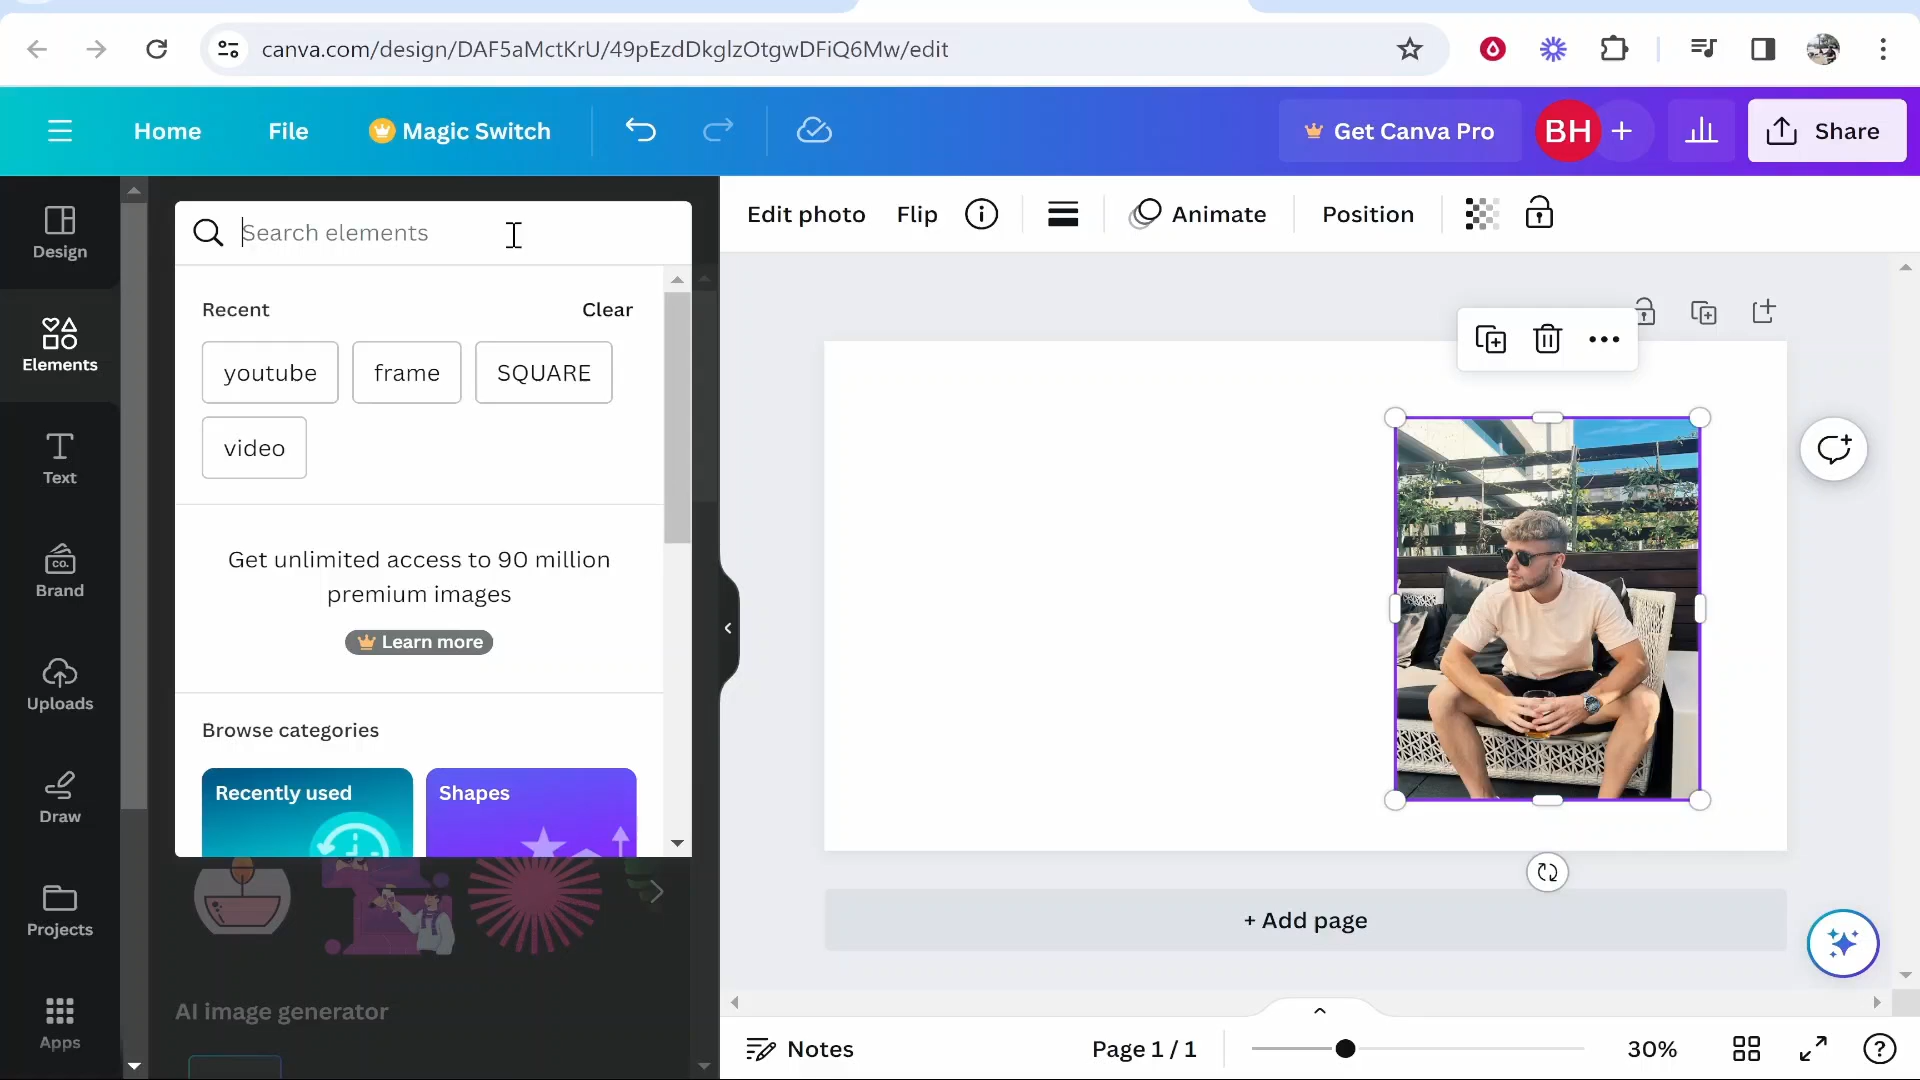 canva.com/design/DAF5aMctKrU/49pEzdDkglzOtgwDFiQ6Mw/edit
Home
File
Magic Switch
Get Canva Pro
BH
Share
Design
Elements
Text
CO.
Brand
Uploads
Draw
Projects
Apps
Search elements
Recent
Clear
youtube
frame
SQUARE
video
Get unlimited access to 90 million
premium images
Learn more
Browse categories
Recently used
Shapes
AI image generator
Edit photo
Flip
Animate
Position
+ Add page
Notes
Page 1 / 1
30%